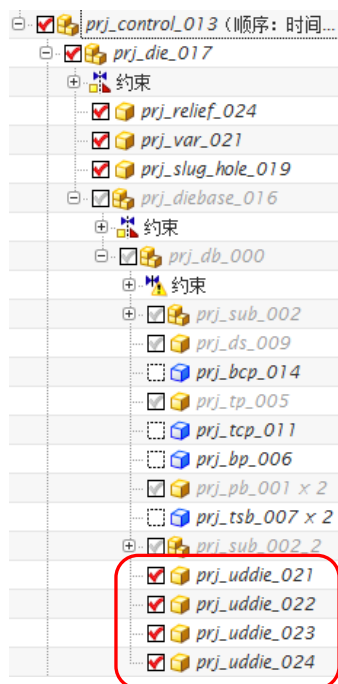 prj_control_013（顺序：时间...
prj_die_017
约束
prj_relief_024
prj_var_021
prj_slug_hole_019
prj_diebase_016
约束
prj_db_000
约束
prj_sub_002
prj_ds_009
prj_bcp_014
prj_tp_005
prj_tcp_011
prj_bp_006
prj_pb_001 × 2
prj_tsb_007 × 2
prj_sub_002_2
prj_uddie_021
prj_uddie_022
prj_uddie_023
prj_uddie_024